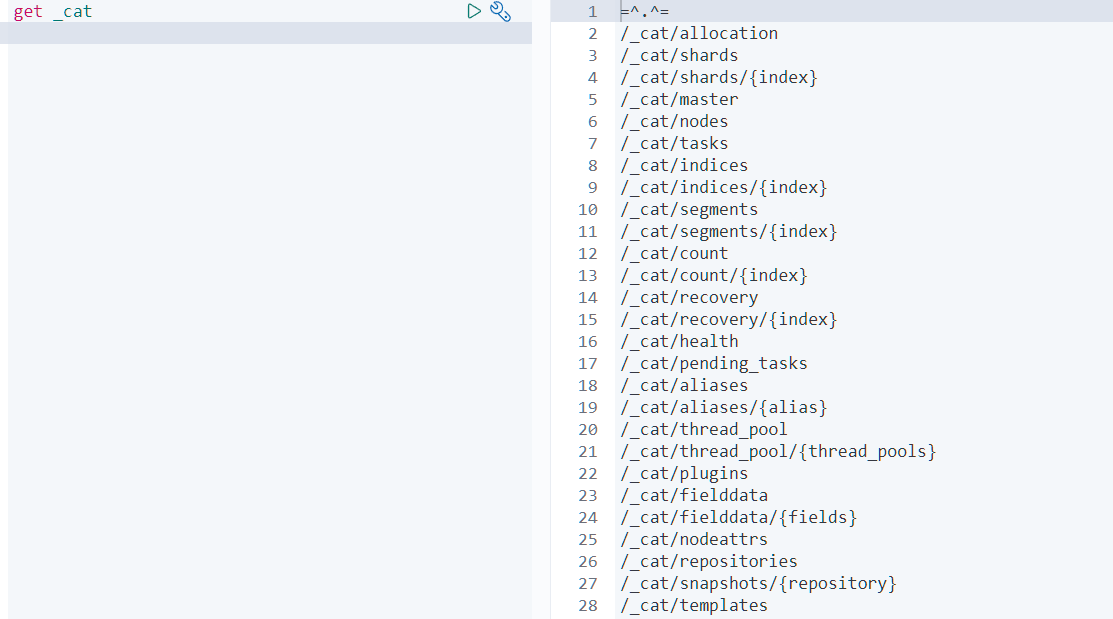 get _cat
1 =^.^=
2 /_cat/allocation
3 /_cat/shards
4 /_cat/shards/{index}
5 /_cat/master
6 /_cat/nodes
7 /_cat/tasks
8 /_cat/indices
9 /_cat/indices/{index}
10 /_cat/segments
11 /_cat/segments/{index}
12 /_cat/count
13 /_cat/count/{index}
14 /_cat/recovery
15 /_cat/recovery/{index}
16 /_cat/health
17 /_cat/pending_tasks
18 /_cat/aliases
19 /_cat/aliases/{alias}
20 /_cat/thread_pool
21 /_cat/thread_pool/{thread_pools}
22 /_cat/plugins
23 /_cat/fielddata
24 /_cat/fielddata/{fields}
25 /_cat/nodeattrs
26 /_cat/repositories
27 /_cat/snapshots/{repository}
28 /_cat/templates